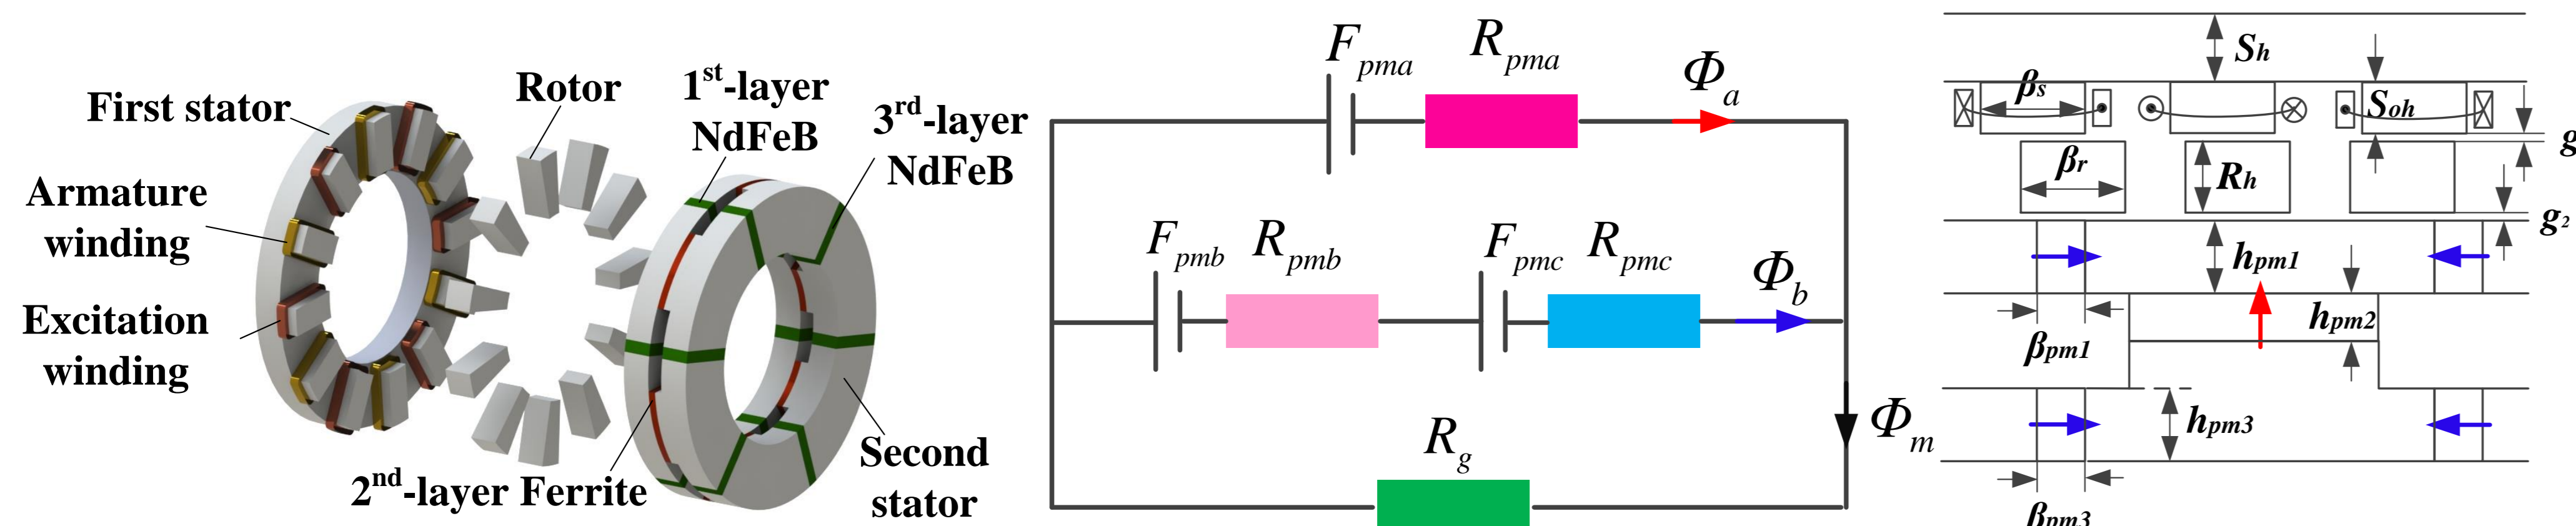 First stator
Armature
winding
Excitation
winding
Rotor
1st-layer
NdFeB
3rd-layer
NdFeB
2nd-layer Ferrite
Second
stator
Fpma
Rpma
Φa
Fpmb
Rpmb
Fpmc
Rpmc
Φb
Rg
Φm
Sh
βs
Soh
g
βr
Rh
g2
hpm1
hpm2
βpm1
hpm3
βpm3